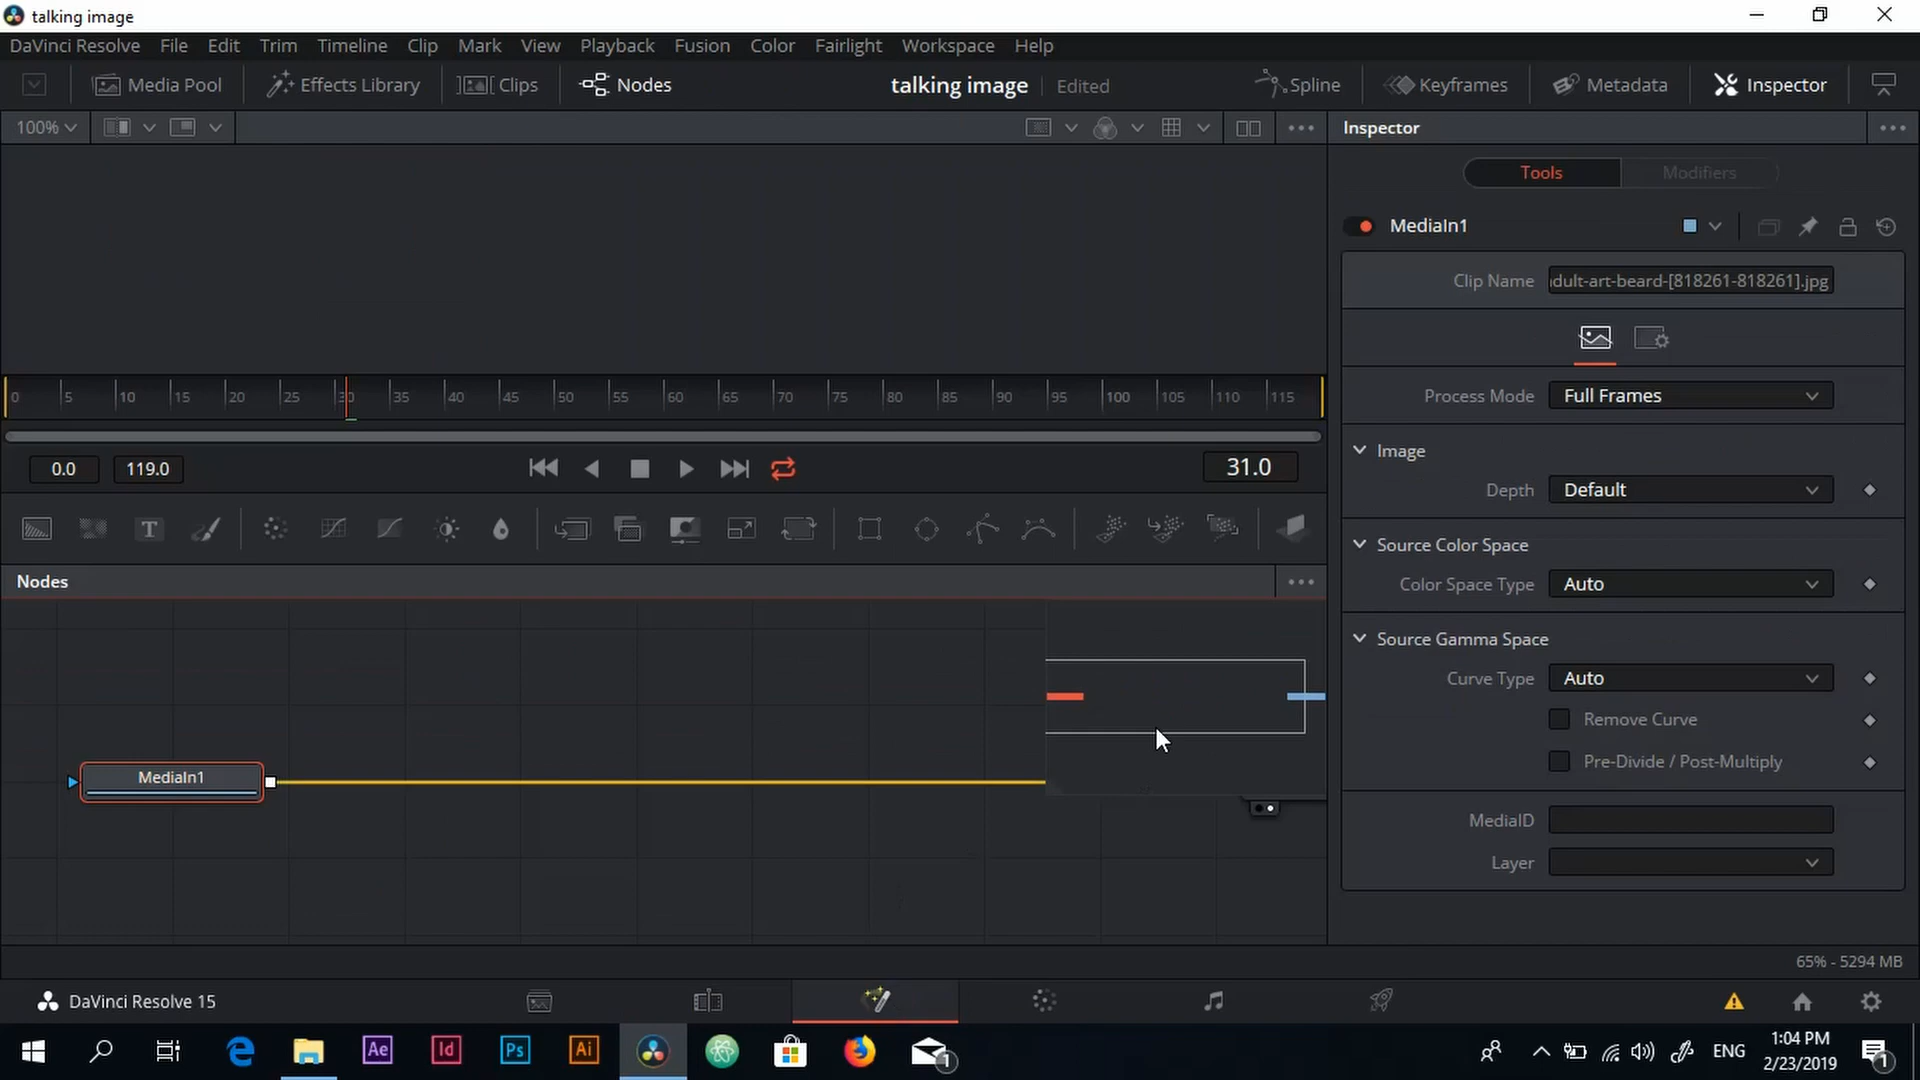 talking image
DaVinci Resolve File Edit Trim Timeline Clip Mark View Playback Fusion Color Fairlight Workspace Help
Media Pool Effects Library Clips Nodes talking image Edited Spline Keyframes Metadata Inspector
100% Inspector
Tools Modifiers
MediaIn1
Clip Name dult-art-beard-[818261-818261].jpg
Process Mode Full Frames
0 5 10 15 20 25 30 35 40 45 50 55 60 65 70 75 80 85 90 95 100 105 110 115
Image
0.0 119.0 31.0
Depth Default
T
Source Color Space
Nodes
Color Space Type Auto
Source Gamma Space
Curve Type Auto
Remove Curve
Pre-Divide / Post-Multiply
MediaIn1
MediaID
Layer
65% - 5294 MB
DaVinci Resolve 15
Ae Id Ps Ai 1 ENG 1:04 PM
2/23/2019 1